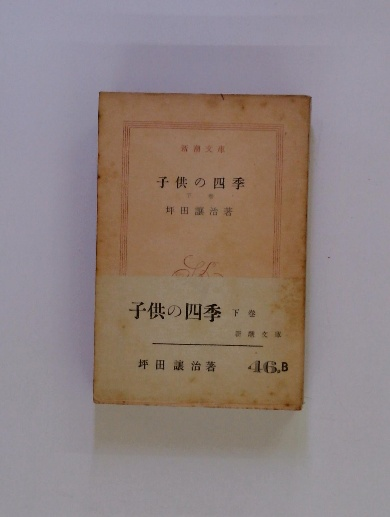 新潮文庫
子供の四季
下巻
坪田譲治著
子供の四季 下巻
新潮文庫
坪田譲治著 46.B